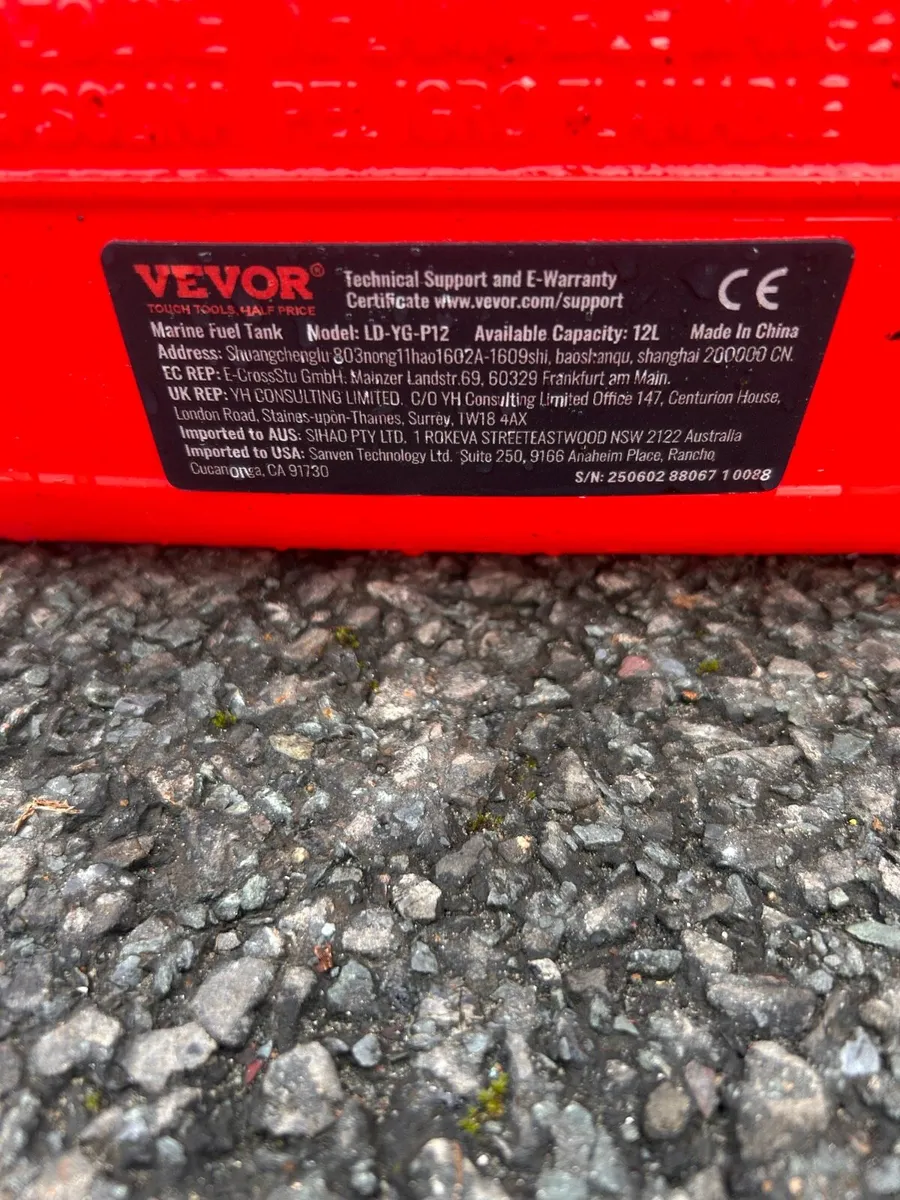 VEVOR®
TOUGH TOOLS, HALF PRICE
Technical Support and E-Warranty
Certificate www.vevor.com/support
CE
Marine Fuel Tank Model: LD-YG-P12 Available Capacity: 12L Made In China
Address: Shuangchenglu 803nong11hao1602A-1609shi, baoshanqu, shanghai 200000 CN.
EC REP: E-CrossStu GmbH. Mainzer Landstr.69, 60329 Frankfurt am Main.
UK REP: YH CONSULTING LIMITED. C/O YH Consulting Limited Office 147, Centurion House,
London Road, Staines-upon-Thames, Surrey, TW18 4AX
Imported to AUS: SIHAO PTY LTD. 1 ROKEVA STREETEASTWOOD NSW 2122 Australia
Imported to USA: Sanven Technology Ltd. Suite 250, 9166 Anaheim Place, Rancho
Cucamonga, CA 91730
S/N: 250602 88067 1 0088